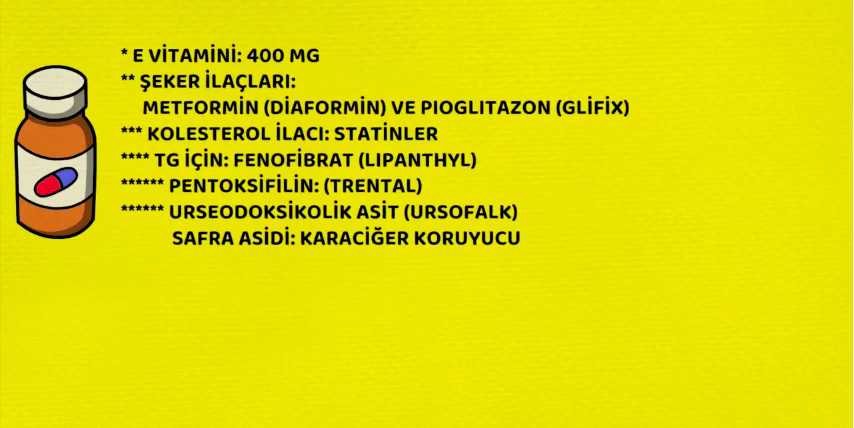 * E VİTAMİNİ: 400 MG
** ŞEKER İLAÇLARI:
METFORMİN (DİAFORMİN) VE PIOGLITAZON (GLİFİX)
*** KOLESTEROL İLACI: STATİNLER
**** TG İÇİN: FENOFİBRAT (LIPANTHYL)
****** PENTOKSİFİLİN: (TRENTAL)
****** URSEODOKSİKOLİK ASİT (URSOFALK)
SAFRA ASİDİ: KARACİĞER KORUYUCU